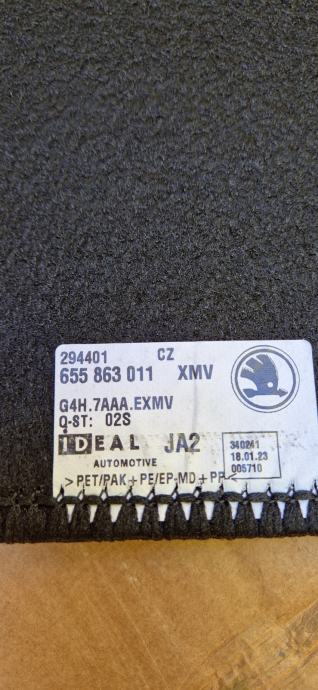 294401 CZ
655 863 011 XMV
G4H.7AAA.EXMV
Q-ST: 02S
IDEAL JA2
AUTOMOTIVE
340241
18.01.23
005710
>PET/PAK+PE/EP-MD+PP<